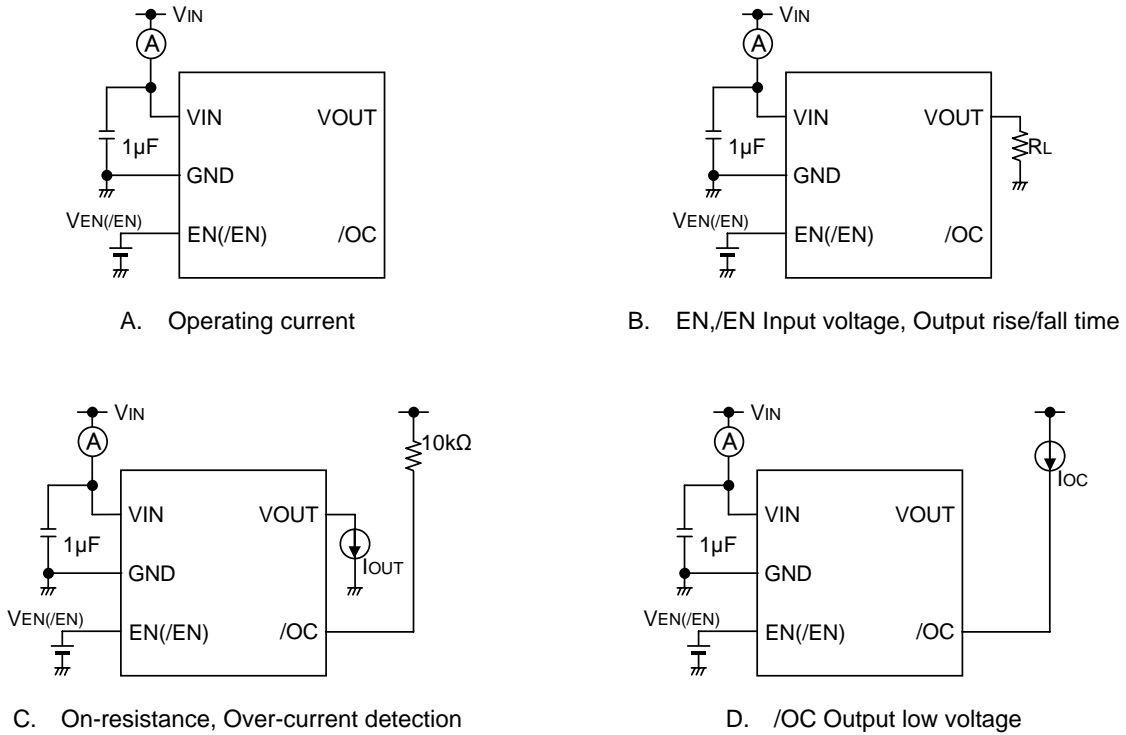 VIN
A
VIN
VOUT
1µF
GND
VEN(/EN)
EN(/EN)
/OC
A. Operating current
VIN
A
VIN
VOUT
RL
1µF
GND
VEN(/EN)
EN(/EN)
/OC
B. EN,/EN Input voltage, Output rise/fall time
VIN
A
10kΩ
VIN
VOUT
1µF
IOUT
GND
VEN(/EN)
EN(/EN)
/OC
C. On-resistance, Over-current detection
VIN
A
IOC
VIN
VOUT
1µF
GND
VEN(/EN)
EN(/EN)
/OC
D. /OC Output low voltage